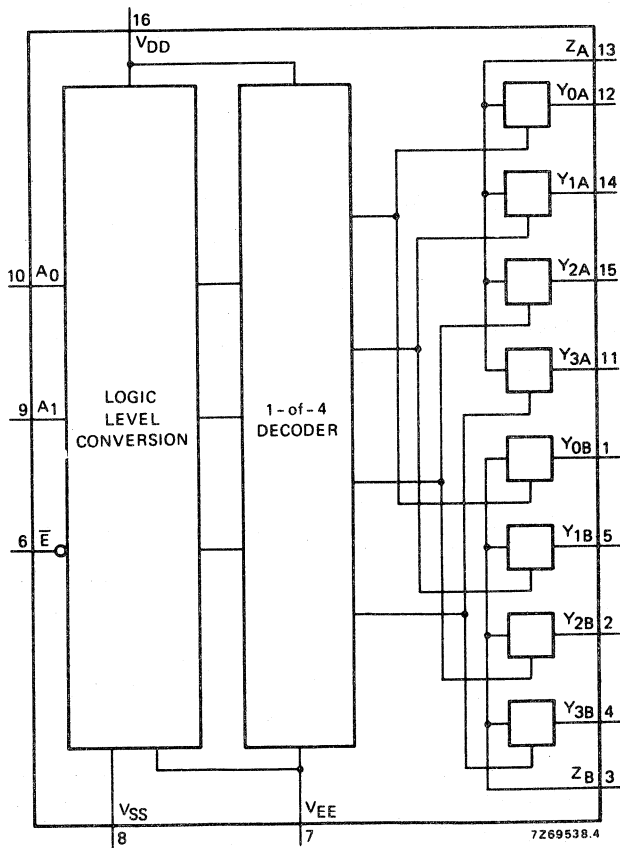 16
VDD
ZA 13
Y0A 12
Y1A 14
Y2A 15
Y3A 11
10 A0
9 A1
6 E̅
LOGIC
LEVEL
CONVERSION
1-of-4
DECODER
Y0B 1
Y1B 5
Y2B 2
Y3B 4
ZB 3
VSS
8
VEE
7
7Z69538.4